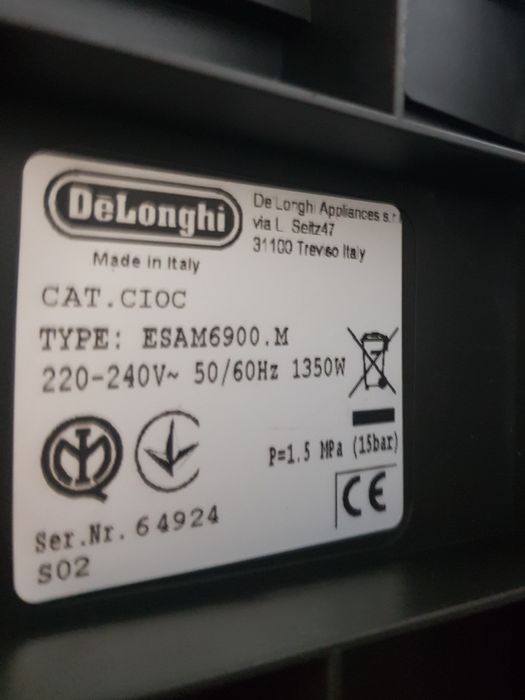 DeLonghi
De Longhi Appliances s.r.l
via L. Seitz47
31100 Treviso Italy
Made in Italy
CAT.CIOC
TYPE: ESAM6900.M
220-240V~ 50/60Hz 1350W
IMQ
P=1.5 MPa (15bar)
CE
Ser.Nr. 64924
S02